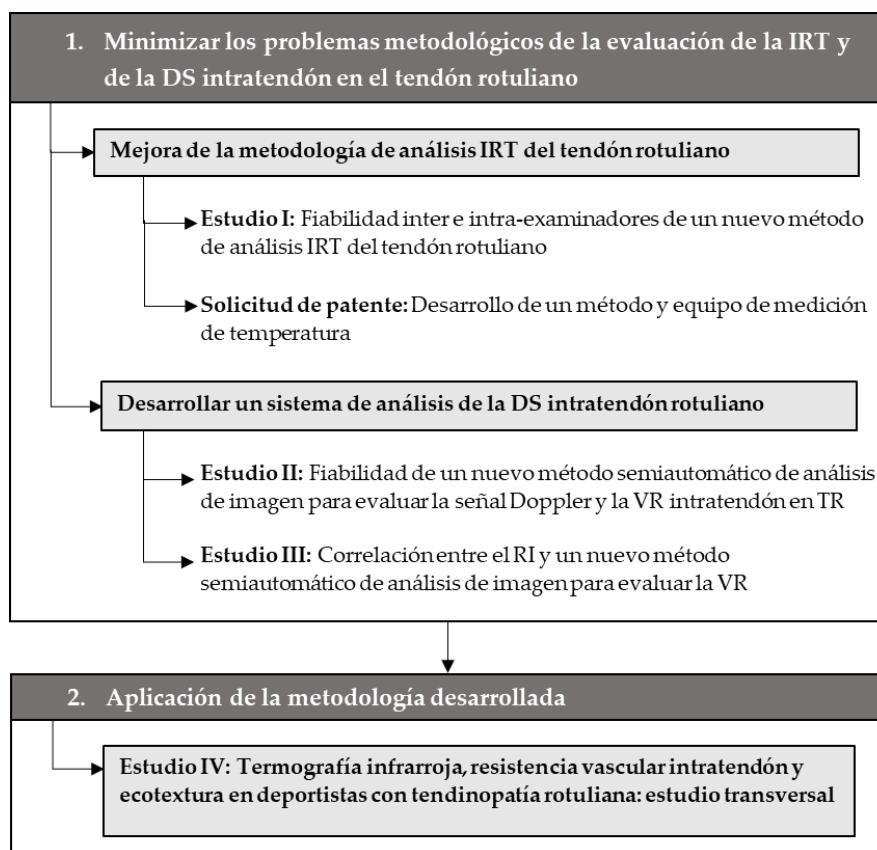 1. Minimizar los problemas metodológicos de la evaluación de la IRT y
de la DS intratendón en el tendón rotuliano
Mejora de la metodología de análisis IRT del tendón rotuliano
Estudio I: Fiabilidad inter e intra-examinadores de un nuevo método
de análisis IRT del tendón rotuliano
Solicitud de patente: Desarrollo de un método y equipo de medición
de temperatura
Desarrollar un sistema de análisis de la DS intratendón rotuliano
Estudio II: Fiabilidad de un nuevo método semiautomático de análisis
de imagen para evaluar la señal Doppler y la VR intratendón en TR
Estudio III: Correlación entre el RI y un nuevo método
semiautomático de análisis de imagen para evaluar la VR
2. Aplicación de la metodología desarrollada
Estudio IV: Termografía infrarroja, resistencia vascular intratendón y
ecotextura en deportistas con tendinopatía rotuliana: estudio transversal